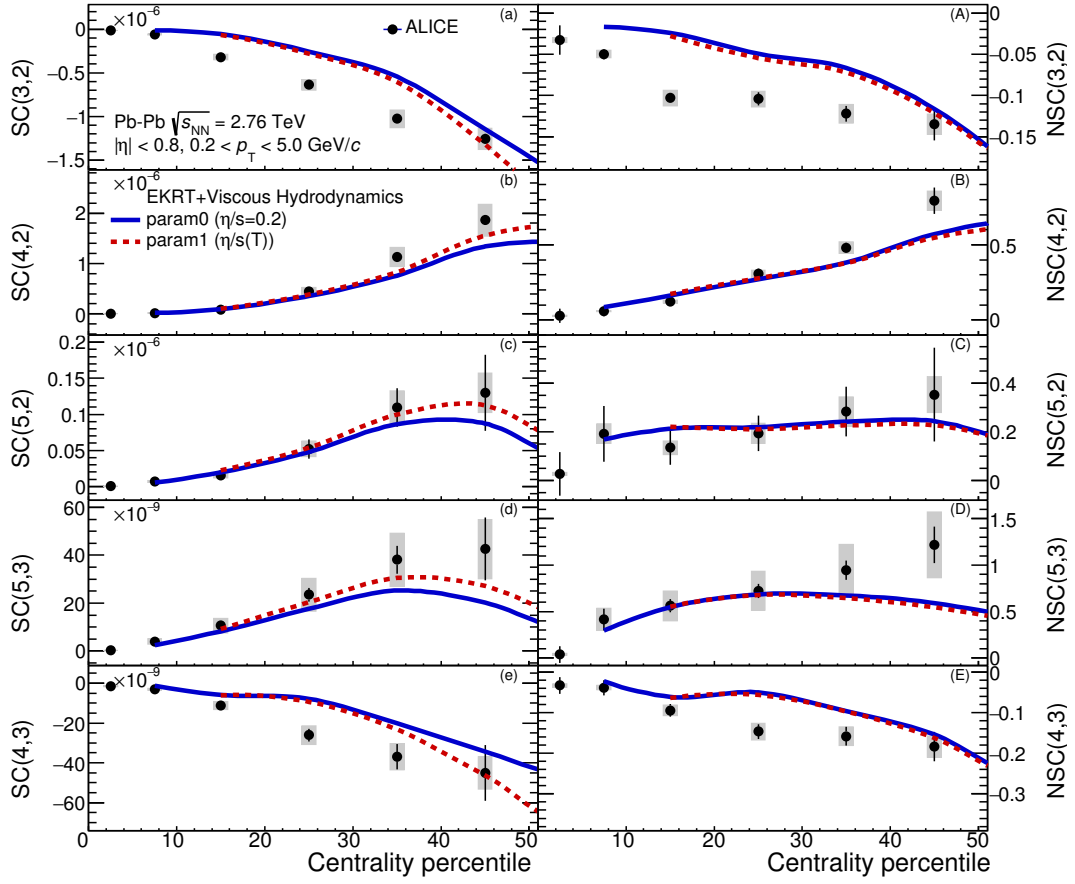 ×10⁻⁶
(a)
ALICE
0
−0.5
−1
−1.5
SC(3,2)
Pb-Pb √s_NN = 2.76 TeV
|η| < 0.8, 0.2 < p_T < 5.0 GeV/c
(A)
0
−0.05
−0.1
−0.15
NSC(3,2)
×10⁻⁶
(b)
EKRT+Viscous Hydrodynamics
param0 (η/s=0.2)
param1 (η/s(T))
2
1
0
SC(4,2)
(B)
0.5
0
NSC(4,2)
0.2
×10⁻⁶
(c)
0.15
0.1
0.05
0
SC(5,2)
(C)
0.4
0.2
0
NSC(5,2)
60
×10⁻⁹
(d)
40
20
0
SC(5,3)
(D)
1.5
1
0.5
0
NSC(5,3)
×10⁻⁹
(e)
0
−20
−40
−60
SC(4,3)
(E)
0
−0.1
−0.2
−0.3
NSC(4,3)
0 10 20 30 40 50
Centrality percentile
10 20 30 40 50
Centrality percentile